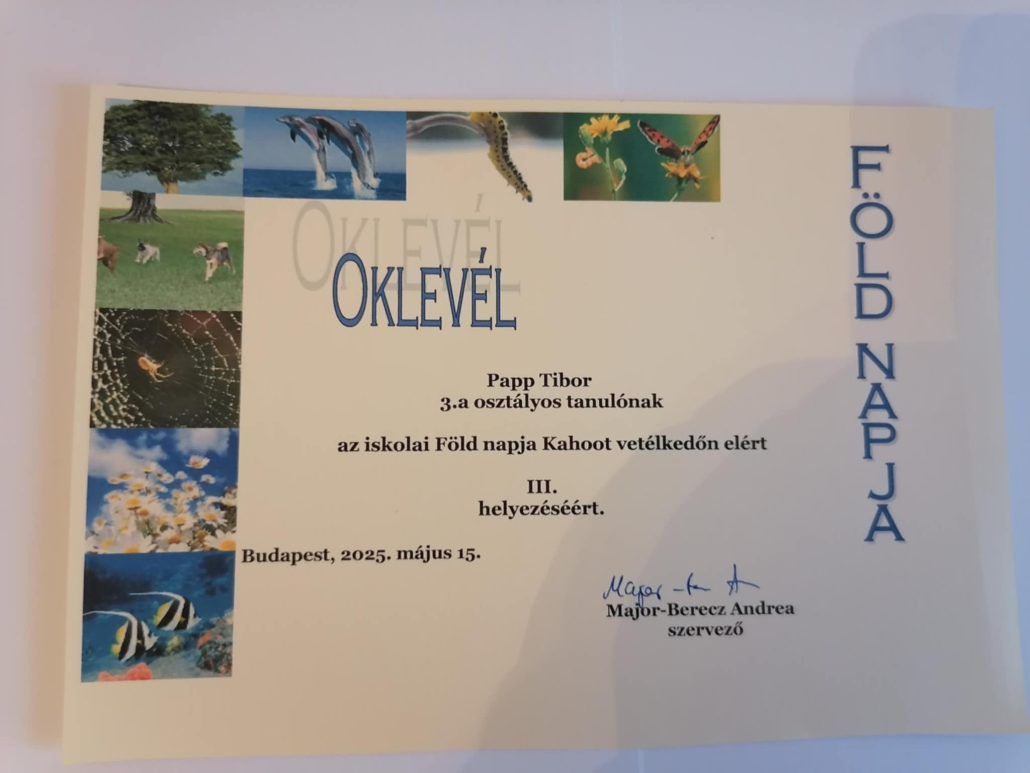 OKLEVÉL
Papp Tibor
3.a osztályos tanulónak
az iskolai Föld napja Kahoot vetélkedőn elért
III.
helyezéséért.
Budapest, 2025. május 15.
Major-Berecz Andrea
szervező
FÖLD NAPJA